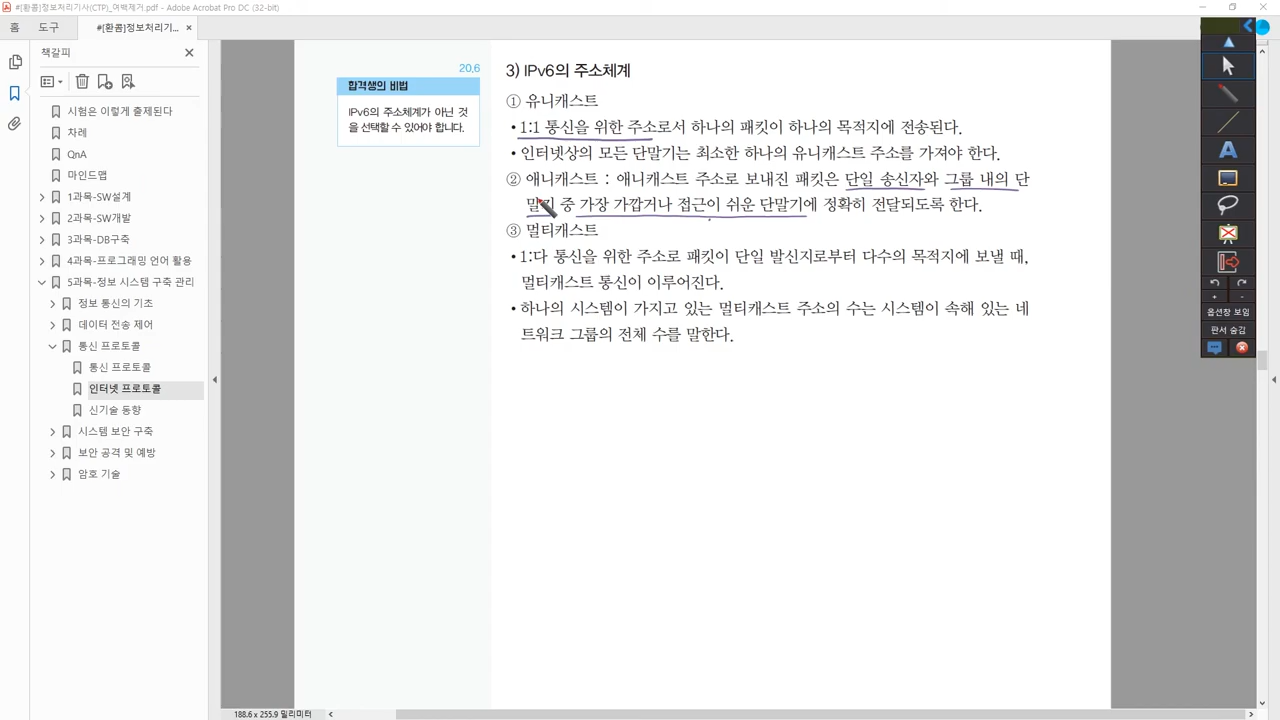 #[환콤]정보처리기사(CTP)_여백제거.pdf - Adobe Acrobat Pro DC (32-bit)
홈 도구 #[환콤]정보처리기...
책갈피
시험은 이렇게 출제된다
차례
QnA
마인드맵
1과목-SW설계
2과목-SW개발
3과목-DB구축
4과목-프로그래밍 언어 활용
5과목-정보 시스템 구축 관리
정보 통신의 기초
데이터 전송 제어
통신 프로토콜
통신 프로토콜
인터넷 프로토콜
신기술 동향
시스템 보안 구축
보안 공격 및 예방
암호 기술
20.6
합격생의 비법
IPv6의 주소체계가 아닌 것
을 선택할 수 있어야 합니다.
3) IPv6의 주소체계
① 유니캐스트
• 1:1 통신을 위한 주소로서 하나의 패킷이 하나의 목적지에 전송된다.
• 인터넷상의 모든 단말기는 최소한 하나의 유니캐스트 주소를 가져야 한다.
② 애니캐스트 : 애니캐스트 주소로 보내진 패킷은 단일 송신자와 그룹 내의 단
말기 중 가장 가깝거나 접근이 쉬운 단말기에 정확히 전달되도록 한다.
③ 멀티캐스트
• 1:다 통신을 위한 주소로 패킷이 단일 발신지로부터 다수의 목적지에 보낼 때,
멀티캐스트 통신이 이루어진다.
• 하나의 시스템이 가지고 있는 멀티캐스트 주소의 수는 시스템이 속해 있는 네
트워크 그룹의 전체 수를 말한다.
옵션창 보임
판서 숨김
188.6 x 255.9 밀리미터